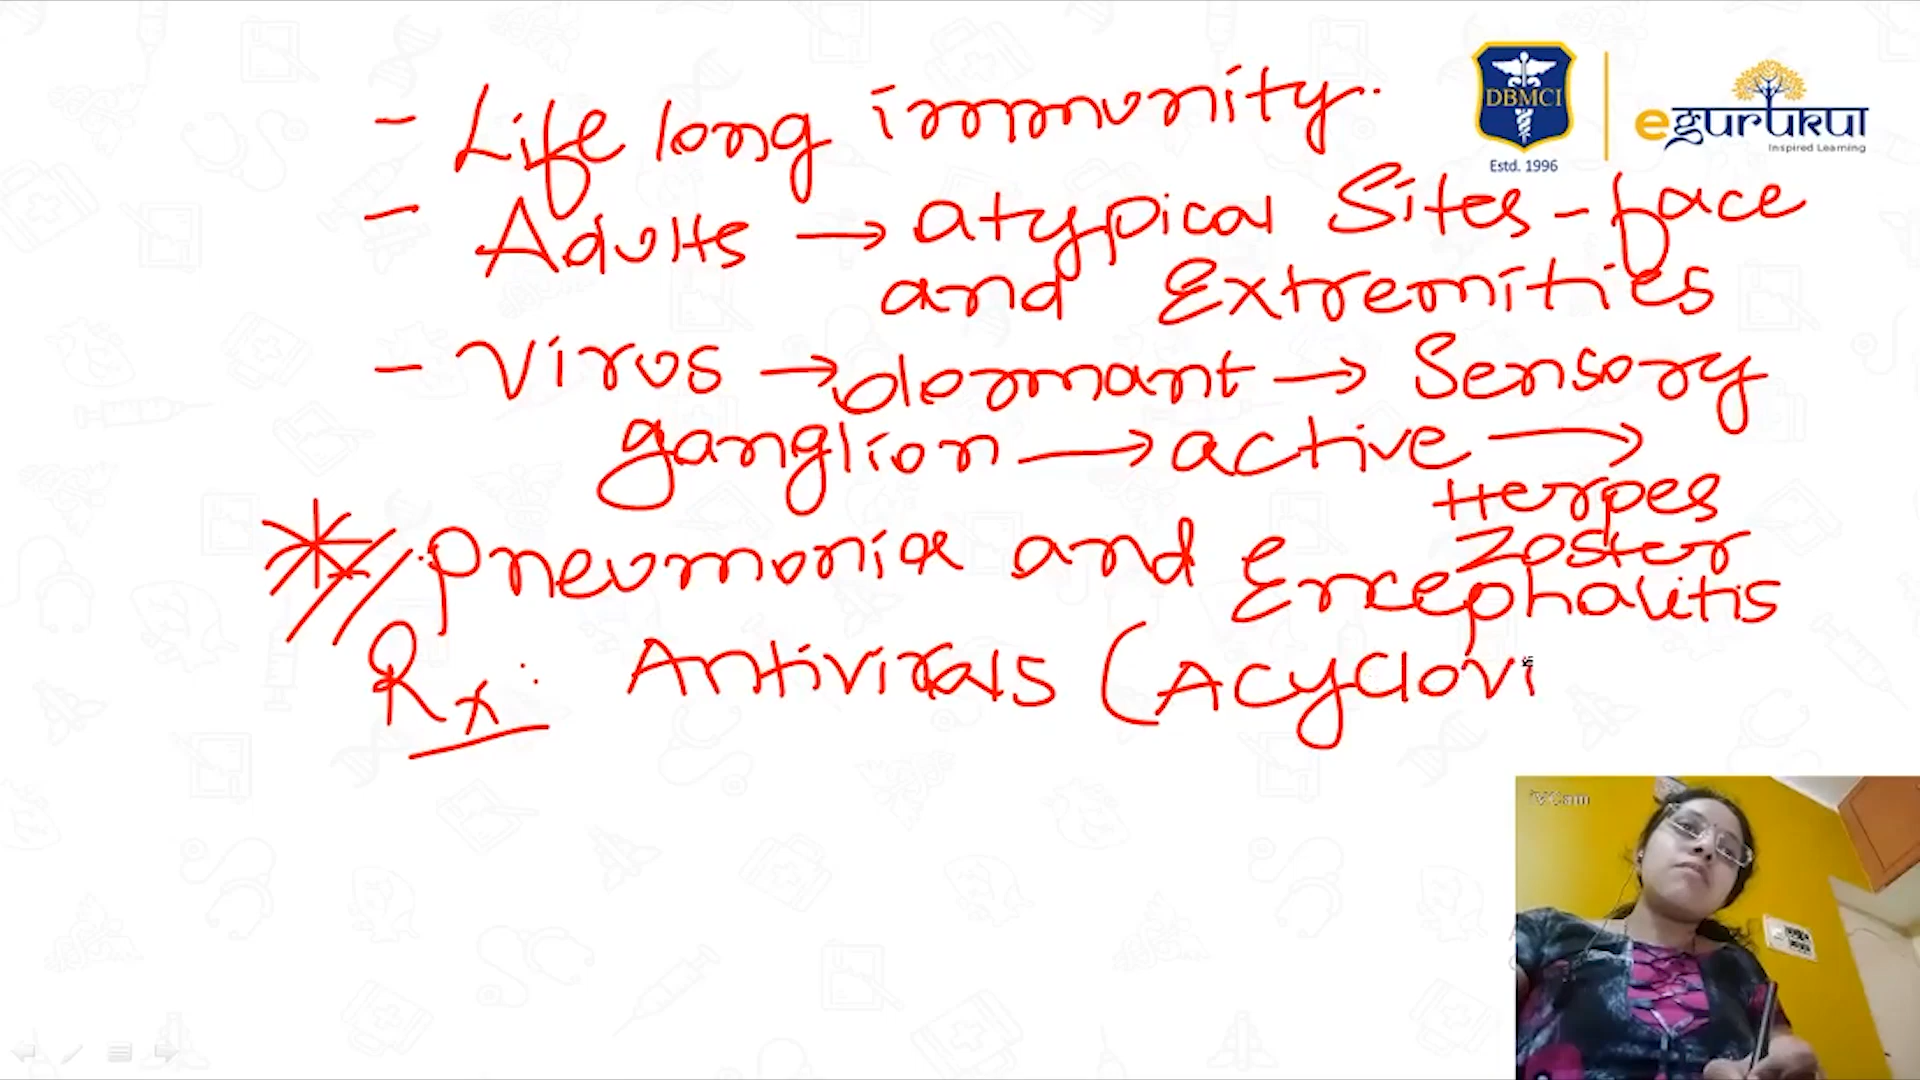 - Life long immunity.
DBMCI
Estd. 1996
egurukul
Inspired Learning
- Adults → atypical Sites - face
and Extremities
- Virus → dormant → Sensory
ganglion → active →
Herpes
Zoster
Pneumonia and Encephalitis
Rx: Antivirals (Acyclovi
iVCam